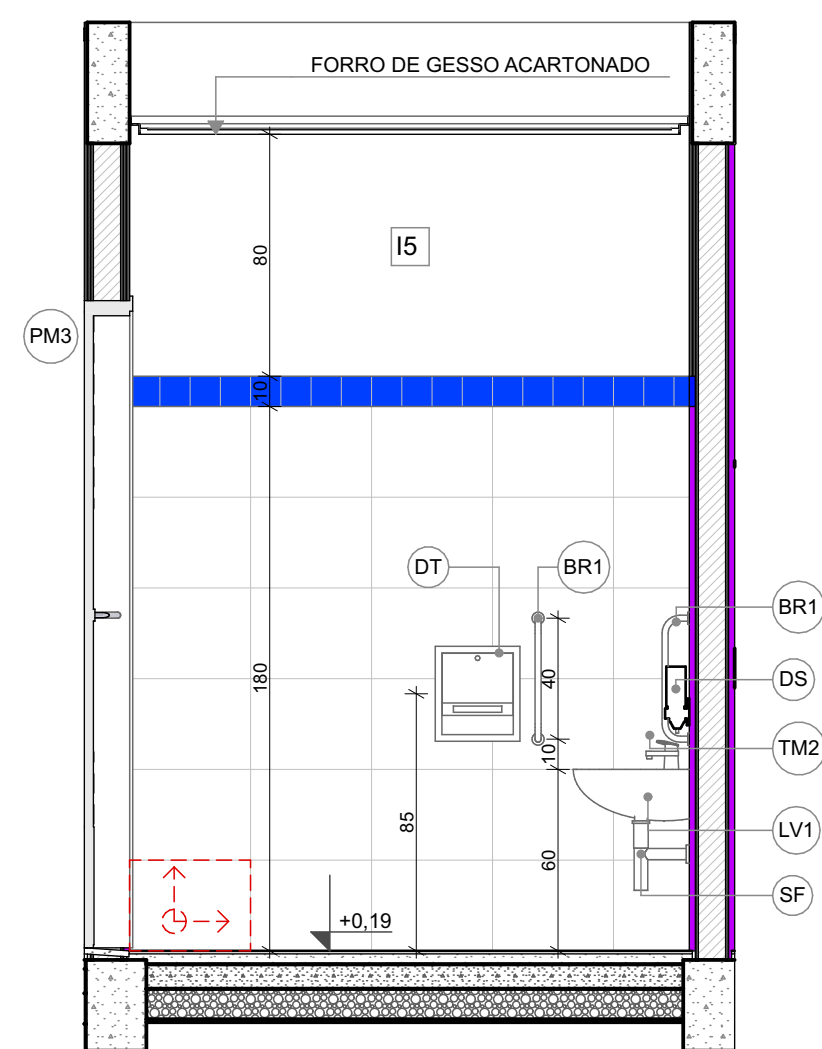 FORRO DE GESSO ACARTONADO
80
I5
PM3
10
DT
BR1
BR1
180
40
DS
10
TM2
85
60
LV1
SF
+0,19